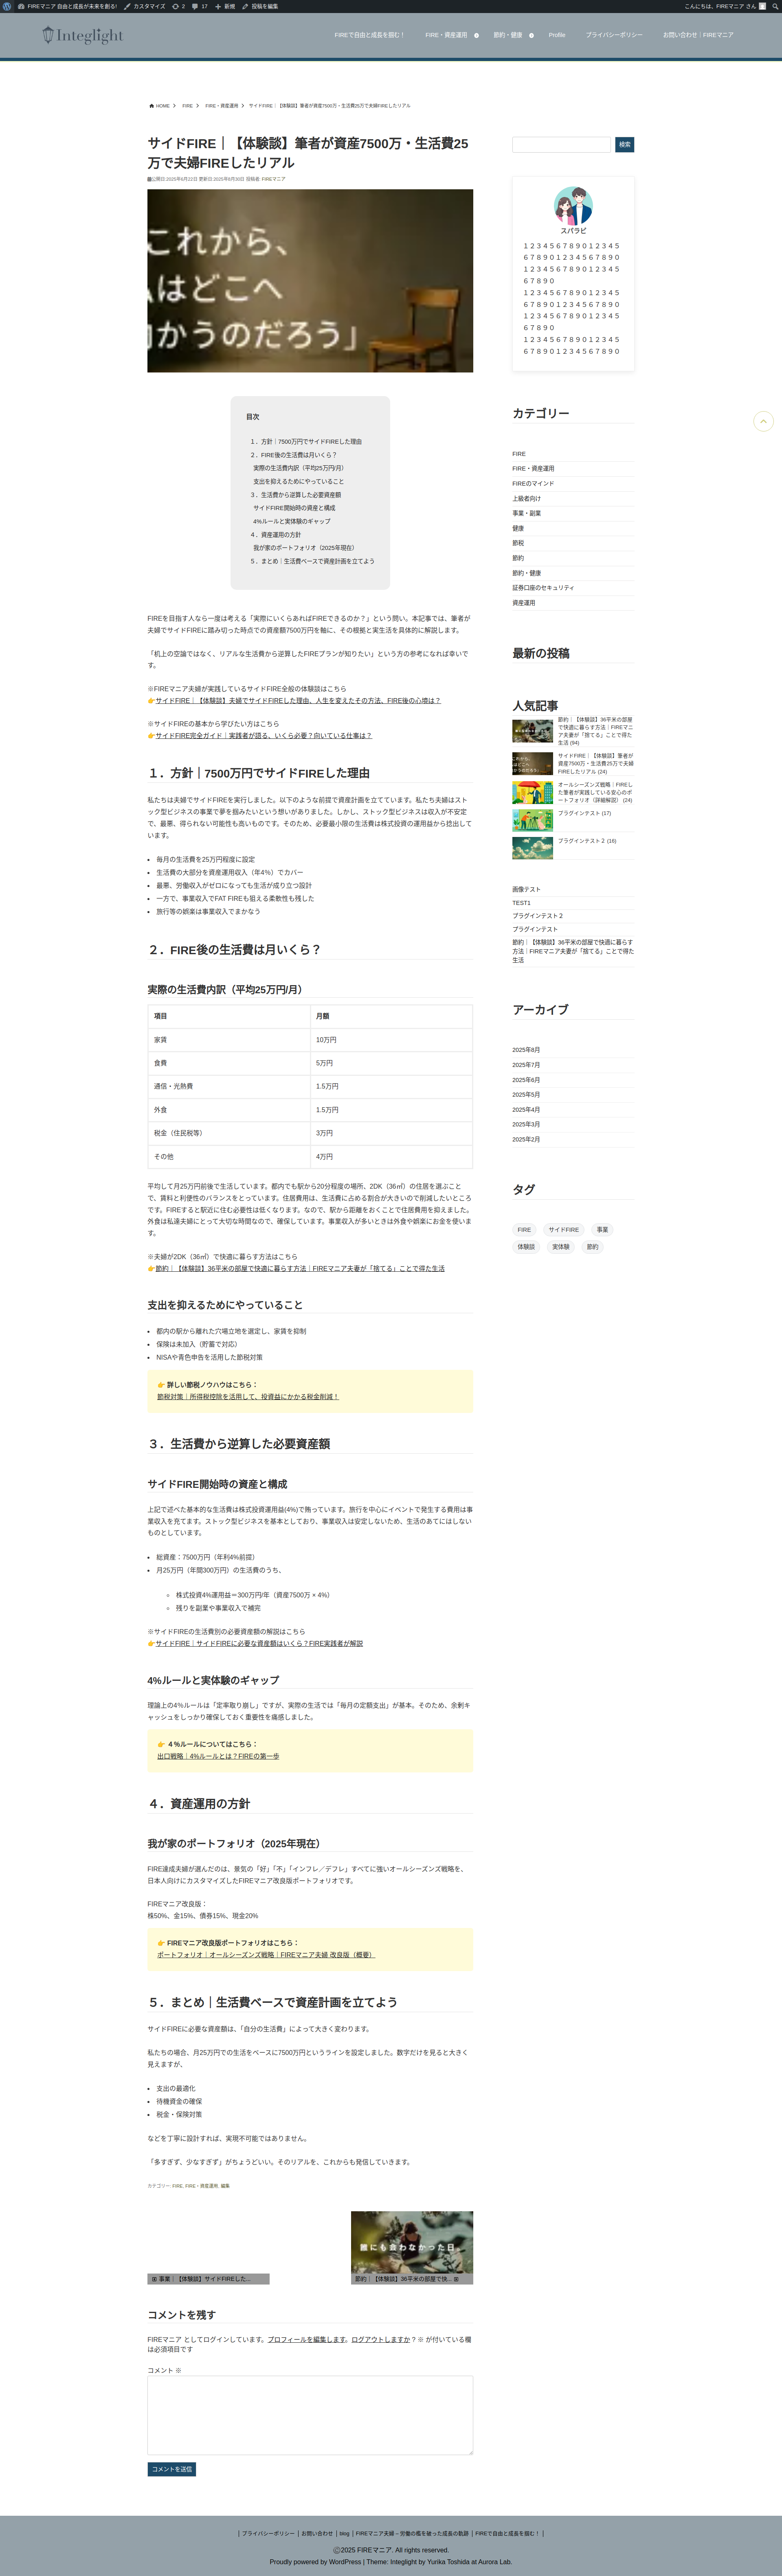 FIREマニア 自由と成長が未来を創る! カスタマイズ 2 17 新規 投稿を編集 こんにちは、FIREマニア さん
Integlight
FIREで自由と成長を掴む！ FIRE・資産運用 節約・健康 Profile プライバシーポリシー お問い合わせ｜FIREマニア
HOME FIRE FIRE・資産運用 サイドFIRE｜【体験談】筆者が資産7500万・生活費25万で夫婦FIREしたリアル
サイドFIRE｜【体験談】筆者が資産7500万・生活費25
万で夫婦FIREしたリアル
公開日:2025年6月22日 更新日:2025年8月30日 投稿者: FIREマニア
これから、
私はどこへ
向かうのだろう」
目次
１．方針｜7500万円でサイドFIREした理由
２．FIRE後の生活費は月いくら？
実際の生活費内訳（平均25万円/月）
支出を抑えるためにやっていること
３．生活費から逆算した必要資産額
サイドFIRE開始時の資産と構成
4%ルールと実体験のギャップ
４．資産運用の方針
我が家のポートフォリオ（2025年現在）
５．まとめ｜生活費ベースで資産計画を立てよう
FIREを目指す人なら一度は考える「実際にいくらあればFIREできるのか？」という問い。本記事では、筆者が
夫婦でサイドFIREに踏み切った時点での資産額7500万円を軸に、その根拠と実生活を具体的に解説します。
「机上の空論ではなく、リアルな生活費から逆算したFIREプランが知りたい」という方の参考になれば幸いで
す。
※FIREマニア夫婦が実践しているサイドFIRE全般の体験談はこちら
👉サイドFIRE｜【体験談】夫婦でサイドFIREした理由、人生を変えたその方法、FIRE後の心境は？
※サイドFIREの基本から学びたい方はこちら
👉サイドFIRE完全ガイド｜実践者が語る、いくら必要？向いている仕事は？
１．方針｜7500万円でサイドFIREした理由
私たちは夫婦でサイドFIREを実行しました。以下のような前提で資産計画を立てています。私たち夫婦はスト
ック型ビジネスの事業で夢を掴みたいという想いがありました。しかし、ストック型ビジネスは収入が不安定
で、最悪、得られない可能性も高いものです。そのため、必要最小限の生活費は株式投資の運用益から捻出して
います。
毎月の生活費を25万円程度に設定
生活費の大部分を資産運用収入（年4％）でカバー
最悪、労働収入がゼロになっても生活が成り立つ設計
一方で、事業収入でFAT FIREも狙える柔軟性も残した
旅行等の娯楽は事業収入でまかなう
２．FIRE後の生活費は月いくら？
実際の生活費内訳（平均25万円/月）
項目 月額
家賃 10万円
食費 5万円
通信・光熱費 1.5万円
外食 1.5万円
税金（住民税等） 3万円
その他 4万円
平均して月25万円前後で生活しています。都内でも駅から20分程度の場所、2DK（36㎡）の住居を選ぶこと
で、賃料と利便性のバランスをとっています。住居費用は、生活費に占める割合が大きいので削減したいところ
です。FIREすると駅近に住む必要性は低くなります。なので、駅から距離をおくことで住居費用を抑えました。
外食は私達夫婦にとって大切な時間なので、確保しています。事業収入が多いときは外食や娯楽にお金を使いま
す。
※夫婦が2DK（36㎡）で快適に暮らす方法はこちら
👉節約｜【体験談】36平米の部屋で快適に暮らす方法｜FIREマニア夫妻が「捨てる」ことで得た生活
支出を抑えるためにやっていること
都内の駅から離れた穴場立地を選定し、家賃を抑制
保険は未加入（貯蓄で対応）
NISAや青色申告を活用した節税対策
👉 詳しい節税ノウハウはこちら：
節税対策｜所得税控除を活用して、投資益にかかる税金削減！
３．生活費から逆算した必要資産額
サイドFIRE開始時の資産と構成
上記で述べた基本的な生活費は株式投資運用益(4%)で賄っています。旅行を中心にイベントで発生する費用は事
業収入を充てます。ストック型ビジネスを基本としており、事業収入は安定しないため、生活のあてにはしない
ものとしています。
総資産：7500万円（年利4%前提）
月25万円（年間300万円）の生活費のうち、
株式投資4%運用益＝300万円/年（資産7500万 × 4%）
残りを副業や事業収入で補完
※サイドFIREの生活費別の必要資産額の解説はこちら
👉サイドFIRE｜サイドFIREに必要な資産額はいくら？FIRE実践者が解説
4%ルールと実体験のギャップ
理論上の4％ルールは「定率取り崩し」ですが、実際の生活では「毎月の定額支出」が基本。そのため、余剰キ
ャッシュをしっかり確保しておく重要性を痛感しました。
👉 ４％ルールについてはこちら：
出口戦略｜4%ルールとは？FIREの第一歩
４．資産運用の方針
我が家のポートフォリオ（2025年現在）
FIRE達成夫婦が選んだのは、景気の「好」「不」「インフレ／デフレ」すべてに強いオールシーズンズ戦略を、
日本人向けにカスタマイズしたFIREマニア改良版ポートフォリオです。
FIREマニア改良版：
株50%、金15%、債券15%、現金20%
👉 FIREマニア改良版ポートフォリオはこちら：
ポートフォリオ｜オールシーズンズ戦略｜FIREマニア夫婦 改良版（概要）
５．まとめ｜生活費ベースで資産計画を立てよう
サイドFIREに必要な資産額は、「自分の生活費」によって大きく変わります。
私たちの場合、月25万円での生活をベースに7500万円というラインを設定しました。数字だけを見ると大きく
見えますが、
支出の最適化
待機資金の確保
税金・保険対策
などを丁寧に設計すれば、実現不可能ではありません。
「多すぎず、少なすぎず」がちょうどいい。そのリアルを、これからも発信していきます。
カテゴリー: FIRE, FIRE・資産運用, 編集
事業｜【体験談】サイドFIREした...
誰にも会わなかった日。
節約｜【体験談】36平米の部屋で快...
コメントを残す
FIREマニア としてログインしています。プロフィールを編集します。ログアウトしますか ? ※ が付いている欄
は必須項目です
コメント ※
コメントを送信
検索
スパラビ
１２３４５６７８９０１２３４５
６７８９０１２３４５６７８９０
１２３４５６７８９０１２３４５
６７８９０
１２３４５６７８９０１２３４５
６７８９０１２３４５６７８９０
１２３４５６７８９０１２３４５
６７８９０
１２３４５６７８９０１２３４５
６７８９０１２３４５６７８９０
カテゴリー
FIRE
FIRE・資産運用
FIREのマインド
上級者向け
事業・副業
健康
節税
節約
節約・健康
証券口座のセキュリティ
資産運用
最新の投稿
人気記事
節約｜【体験談】36平米の部屋
で快適に暮らす方法｜FIREマニ
ア夫妻が「捨てる」ことで得た
生活 (94)
サイドFIRE｜【体験談】筆者が
資産7500万・生活費25万で夫婦
FIREしたリアル (24)
オールシーズンズ戦略｜FIREし
た筆者が実践している安心のポ
ートフォリオ（詳細解説） (24)
プラグインテスト (17)
プラグインテスト２ (16)
画像テスト
TEST1
プラグインテスト２
プラグインテスト
節約｜【体験談】36平米の部屋で快適に暮らす
方法｜FIREマニア夫妻が「捨てる」ことで得た
生活
アーカイブ
2025年8月
2025年7月
2025年6月
2025年5月
2025年4月
2025年3月
2025年2月
タグ
FIRE サイドFIRE 事業
体験談 実体験 節約
プライバシーポリシー お問い合わせ blog FIREマニア夫婦 – 労働の檻を破った成長の軌跡 FIREで自由と成長を掴む！
©2025 FIREマニア. All rights reserved.
Proudly powered by WordPress | Theme: Integlight by Yurika Toshida at Aurora Lab.